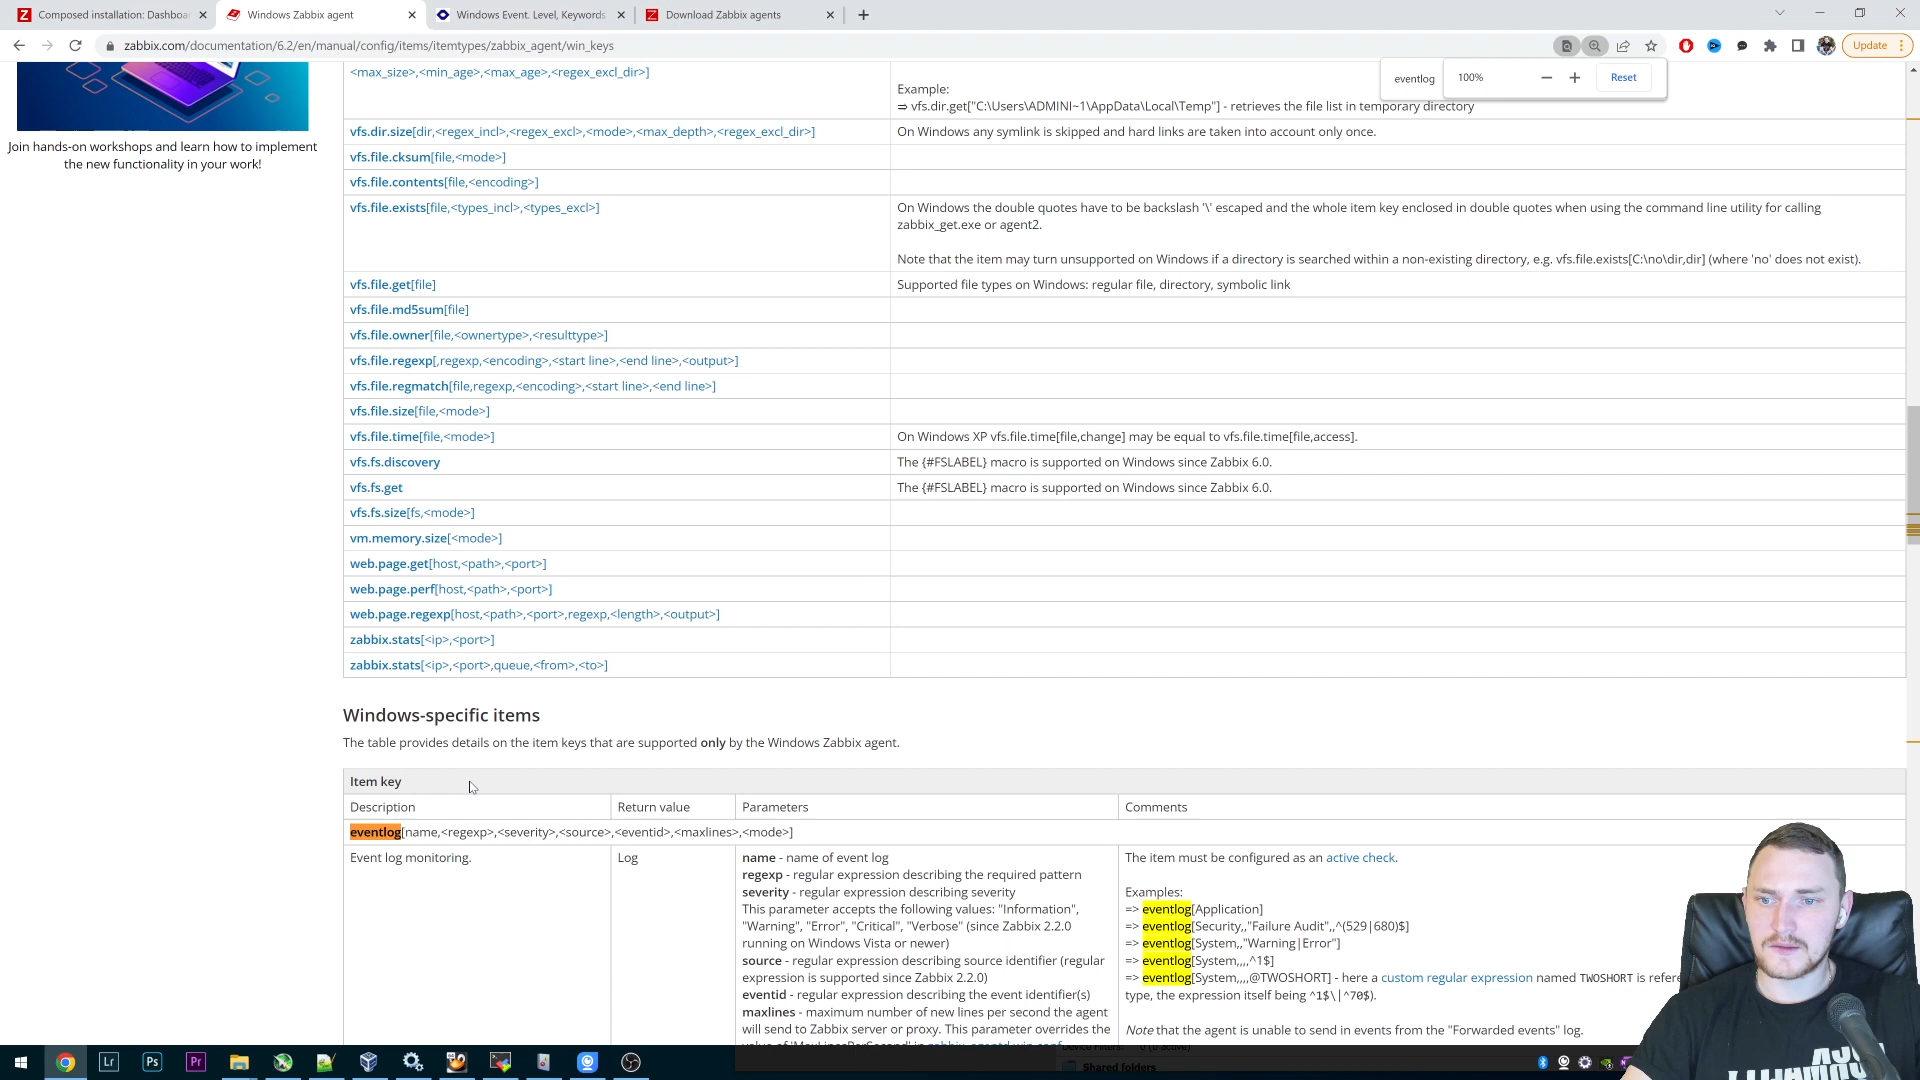 Composed installation: Dashboar
Windows Zabbix agent
Windows Event. Level, Keywords
Download Zabbix agents
zabbix.com/documentation/6.2/en/manual/config/items/itemtypes/zabbix_agent/win_keys
Update
eventlog
100%
Reset
Join hands-on workshops and learn how to implement
the new functionality in your work!
<max_size>,<min_age>,<max_age>,<regex_excl_dir>]
Example:
⇒ vfs.dir.get["C:\Users\ADMINI~1\AppData\Local\Temp"] - retrieves the file list in temporary directory
vfs.dir.size[dir,<regex_incl>,<regex_excl>,<mode>,<max_depth>,<regex_excl_dir>]
On Windows any symlink is skipped and hard links are taken into account only once.
vfs.file.cksum[file,<mode>]
vfs.file.contents[file,<encoding>]
vfs.file.exists[file,<types_incl>,<types_excl>]
On Windows the double quotes have to be backslash '\' escaped and the whole item key enclosed in double quotes when using the command line utility for calling
zabbix_get.exe or agent2.
Note that the item may turn unsupported on Windows if a directory is searched within a non-existing directory, e.g. vfs.file.exists[C:\no\dir,dir] (where 'no' does not exist).
vfs.file.get[file]
Supported file types on Windows: regular file, directory, symbolic link
vfs.file.md5sum[file]
vfs.file.owner[file,<ownertype>,<resulttype>]
vfs.file.regexp[,regexp,<encoding>,<start line>,<end line>,<output>]
vfs.file.regmatch[file,regexp,<encoding>,<start line>,<end line>]
vfs.file.size[file,<mode>]
vfs.file.time[file,<mode>]
On Windows XP vfs.file.time[file,change] may be equal to vfs.file.time[file,access].
vfs.fs.discovery
The {#FSLABEL} macro is supported on Windows since Zabbix 6.0.
vfs.fs.get
The {#FSLABEL} macro is supported on Windows since Zabbix 6.0.
vfs.fs.size[fs,<mode>]
vm.memory.size[<mode>]
web.page.get[host,<path>,<port>]
web.page.perf[host,<path>,<port>]
web.page.regexp[host,<path>,<port>,regexp,<length>,<output>]
zabbix.stats[<ip>,<port>]
zabbix.stats[<ip>,<port>,queue,<from>,<to>]
Windows-specific items
The table provides details on the item keys that are supported only by the Windows Zabbix agent.
Item key
Description
Return value
Parameters
Comments
eventlog[name,<regexp>,<severity>,<source>,<eventid>,<maxlines>,<mode>]
Event log monitoring.
Log
name - name of event log
regexp - regular expression describing the required pattern
severity - regular expression describing severity
This parameter accepts the following values: "Information",
"Warning", "Error", "Critical", "Verbose" (since Zabbix 2.2.0
running on Windows Vista or newer)
source - regular expression describing source identifier (regular
expression is supported since Zabbix 2.2.0)
eventid - regular expression describing the event identifier(s)
maxlines - maximum number of new lines per second the agent
will send to Zabbix server or proxy. This parameter overrides the
The item must be configured as an active check.
Examples:
=> eventlog[Application]
=> eventlog[Security,,"Failure Audit",,^(529|680)$]
=> eventlog[System,,"Warning|Error"]
=> eventlog[System,,,,^1$]
=> eventlog[System,,,,@TWOSHORT] - here a custom regular expression named TWOSHORT is refere
type, the expression itself being ^1$\|^70$).
Note that the agent is unable to send in events from the "Forwarded events" log.
Shared folders
Lr
Ps
Pr